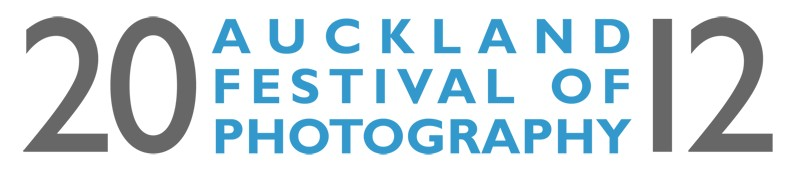 20 AUCKLAND 12
FESTIVAL OF
PHOTOGRAPHY